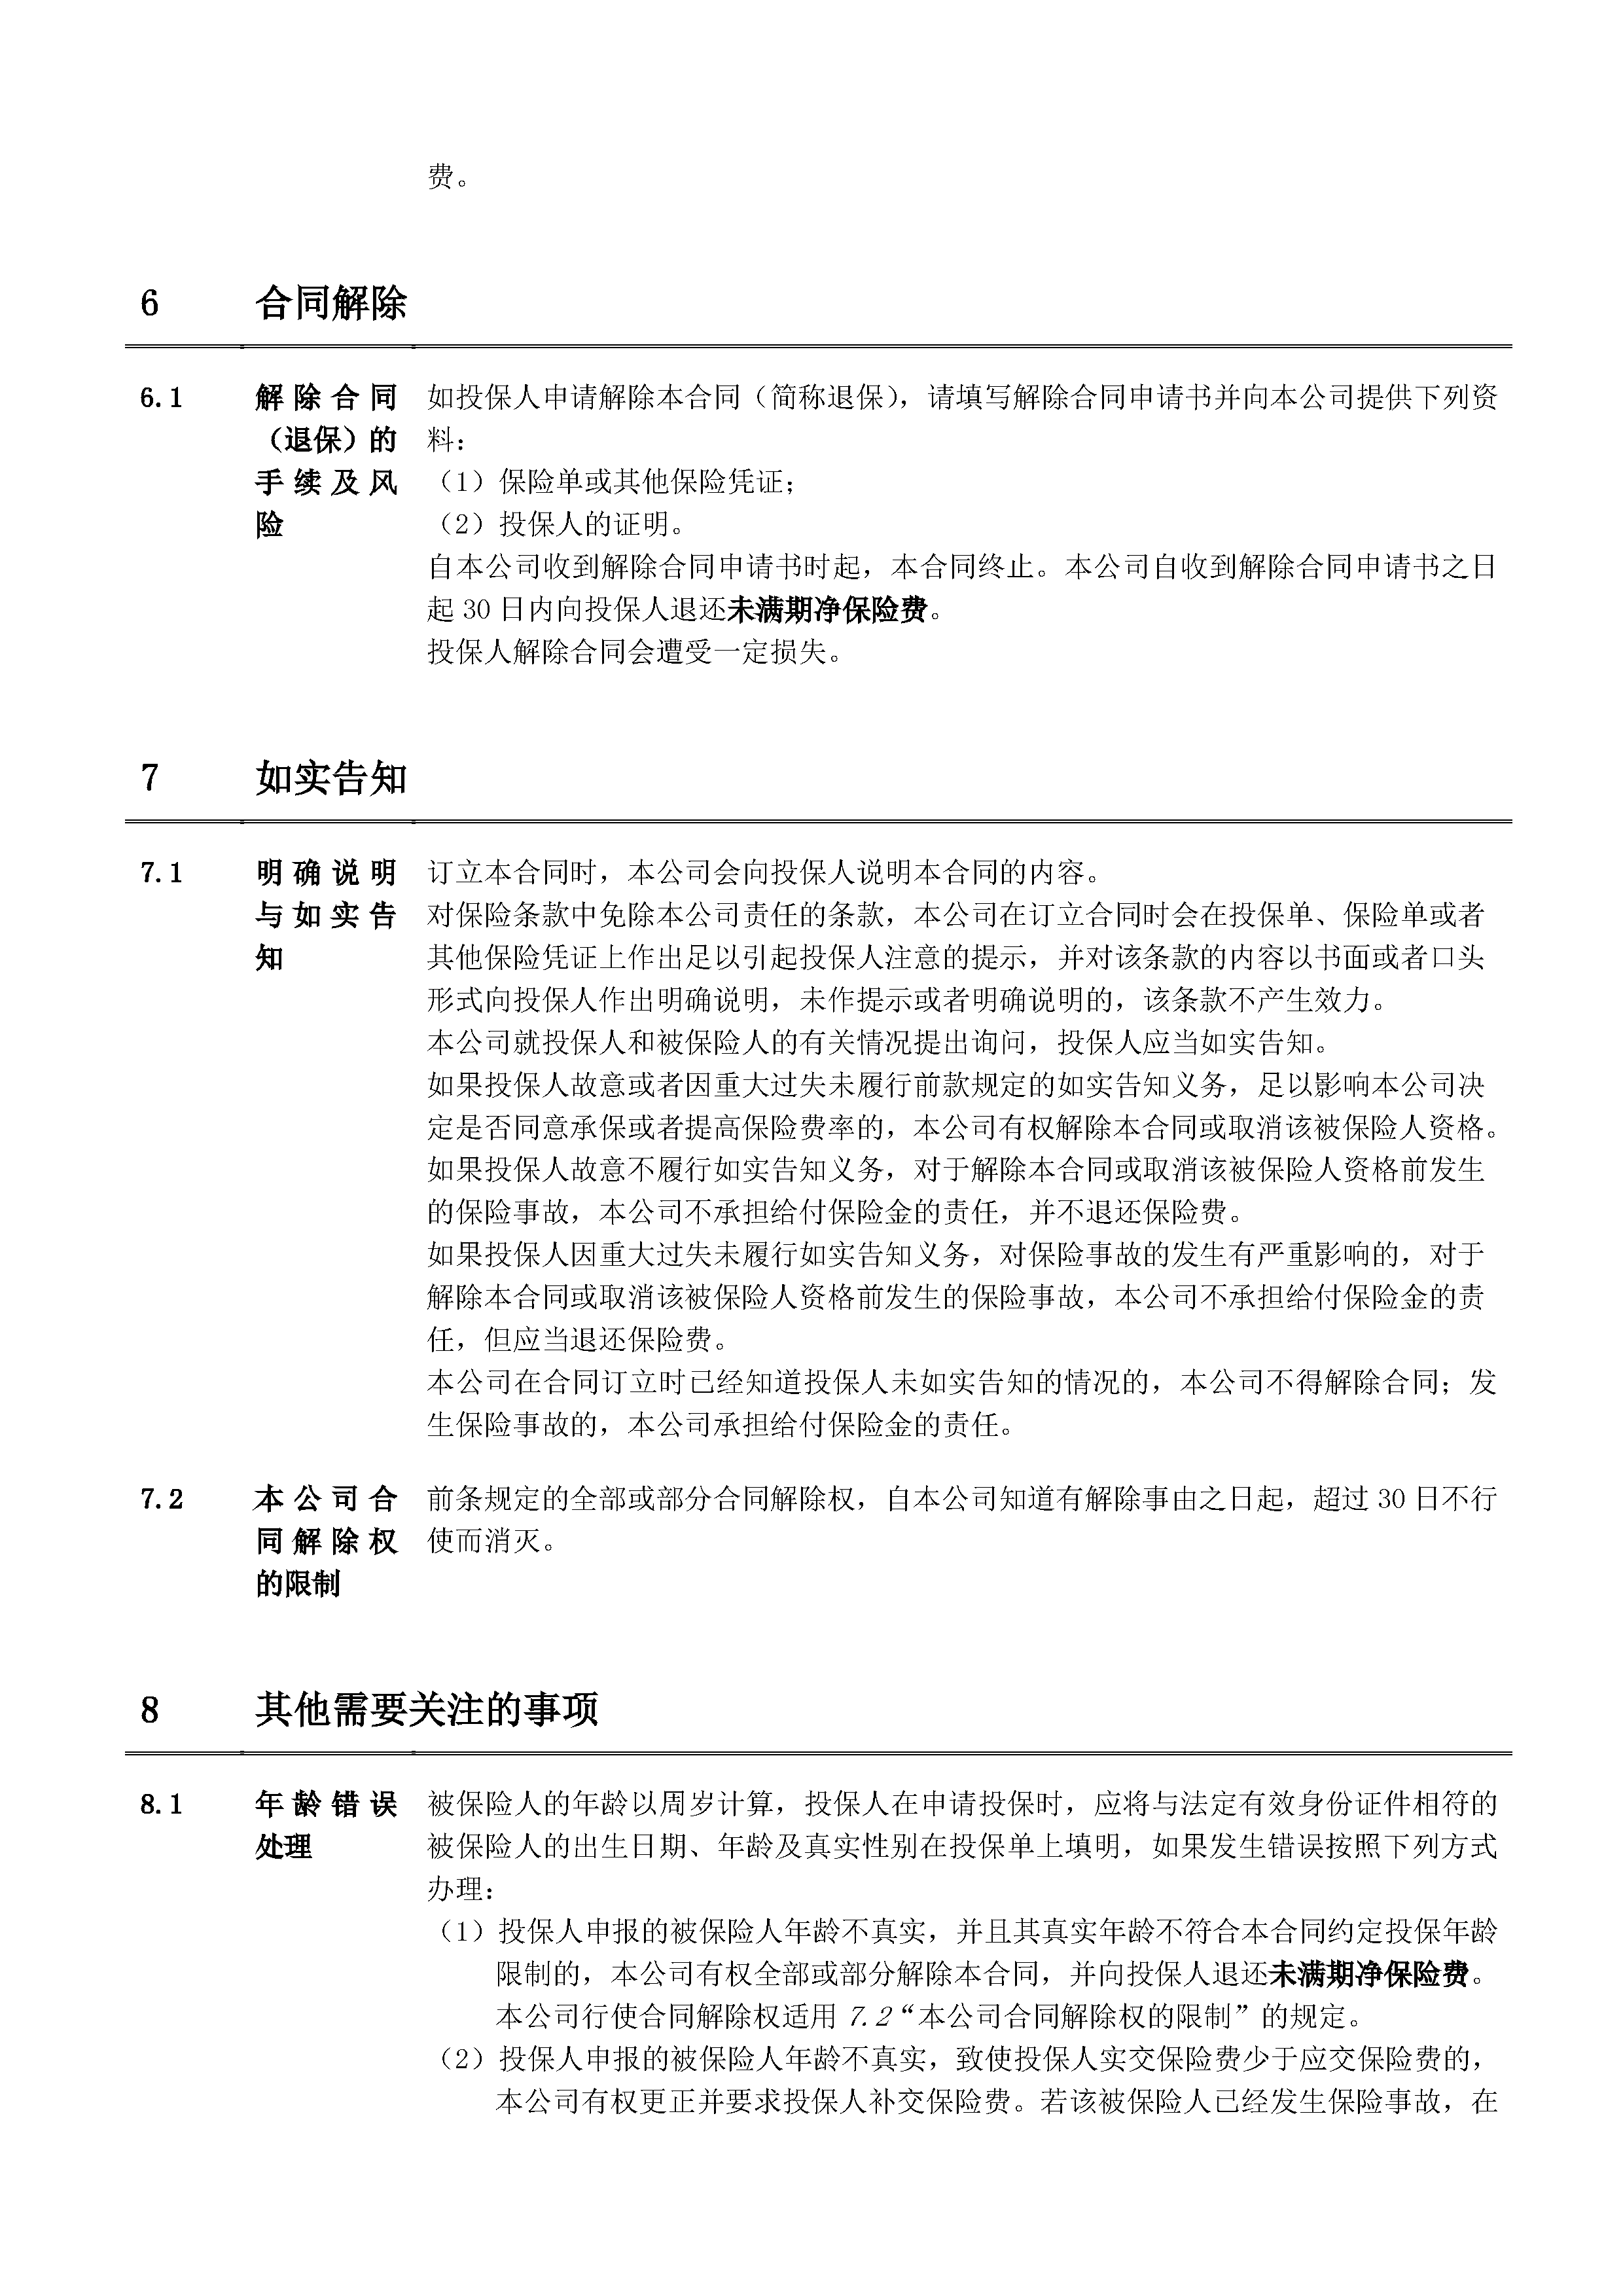 费。
6 合同解除
6.1 解除合同 如投保人申请解除本合同（简称退保），请填写解除合同申请书并向本公司提供下列资
（退保）的 料：
手续及风 （1）保险单或其他保险凭证；
险 （2）投保人的证明。
自本公司收到解除合同申请书时起，本合同终止。本公司自收到解除合同申请书之日
起 30 日内向投保人退还未满期净保险费。
投保人解除合同会遭受一定损失。
7 如实告知
7.1 明确说明 订立本合同时，本公司会向投保人说明本合同的内容。
与如实告 对保险条款中免除本公司责任的条款，本公司在订立合同时会在投保单、保险单或者
知 其他保险凭证上作出足以引起投保人注意的提示，并对该条款的内容以书面或者口头
形式向投保人作出明确说明，未作提示或者明确说明的，该条款不产生效力。
本公司就投保人和被保险人的有关情况提出询问，投保人应当如实告知。
如果投保人故意或者因重大过失未履行前款规定的如实告知义务，足以影响本公司决
定是否同意承保或者提高保险费率的，本公司有权解除本合同或取消该被保险人资格。
如果投保人故意不履行如实告知义务，对于解除本合同或取消该被保险人资格前发生
的保险事故，本公司不承担给付保险金的责任，并不退还保险费。
如果投保人因重大过失未履行如实告知义务，对保险事故的发生有严重影响的，对于
解除本合同或取消该被保险人资格前发生的保险事故，本公司不承担给付保险金的责
任，但应当退还保险费。
本公司在合同订立时已经知道投保人未如实告知的情况的，本公司不得解除合同；发
生保险事故的，本公司承担给付保险金的责任。
7.2 本公司合 前条规定的全部或部分合同解除权，自本公司知道有解除事由之日起，超过 30 日不行
同解除权 使而消灭。
的限制
8 其他需要关注的事项
8.1 年龄错误 被保险人的年龄以周岁计算，投保人在申请投保时，应将与法定有效身份证件相符的
处理 被保险人的出生日期、年龄及真实性别在投保单上填明，如果发生错误按照下列方式
办理：
（1）投保人申报的被保险人年龄不真实，并且其真实年龄不符合本合同约定投保年龄
限制的，本公司有权全部或部分解除本合同，并向投保人退还未满期净保险费。
本公司行使合同解除权适用 7.2“本公司合同解除权的限制”的规定。
（2）投保人申报的被保险人年龄不真实，致使投保人实交保险费少于应交保险费的，
本公司有权更正并要求投保人补交保险费。若该被保险人已经发生保险事故，在